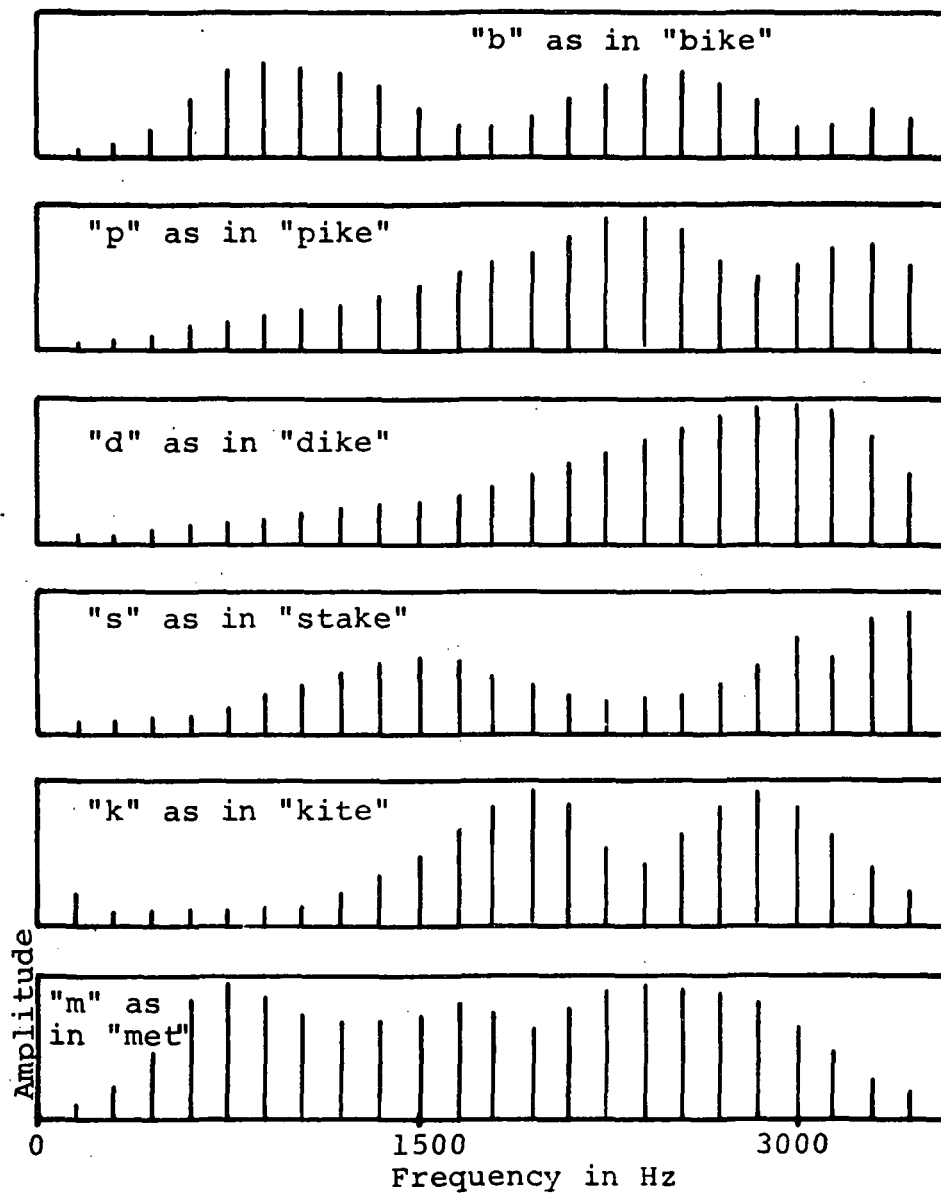 "b" as in "bike"
"p" as in "pike"
"d" as in "dike"
"s" as in "stake"
"k" as in "kite"
"m" as
in "met"
Amplitude
0 1500 3000
Frequency in Hz